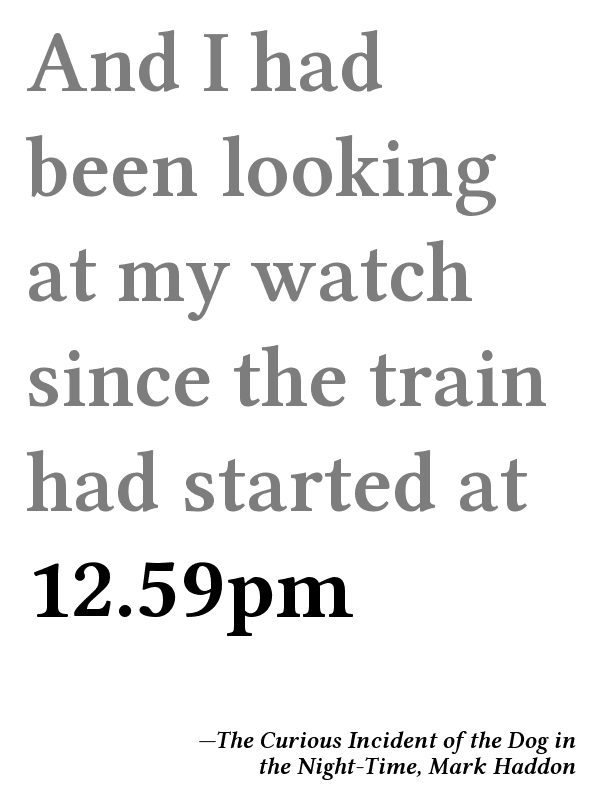 And I had
been looking
at my watch
since the train
had started at
12.59pm
—The Curious Incident of the Dog in
the Night-Time, Mark Haddon